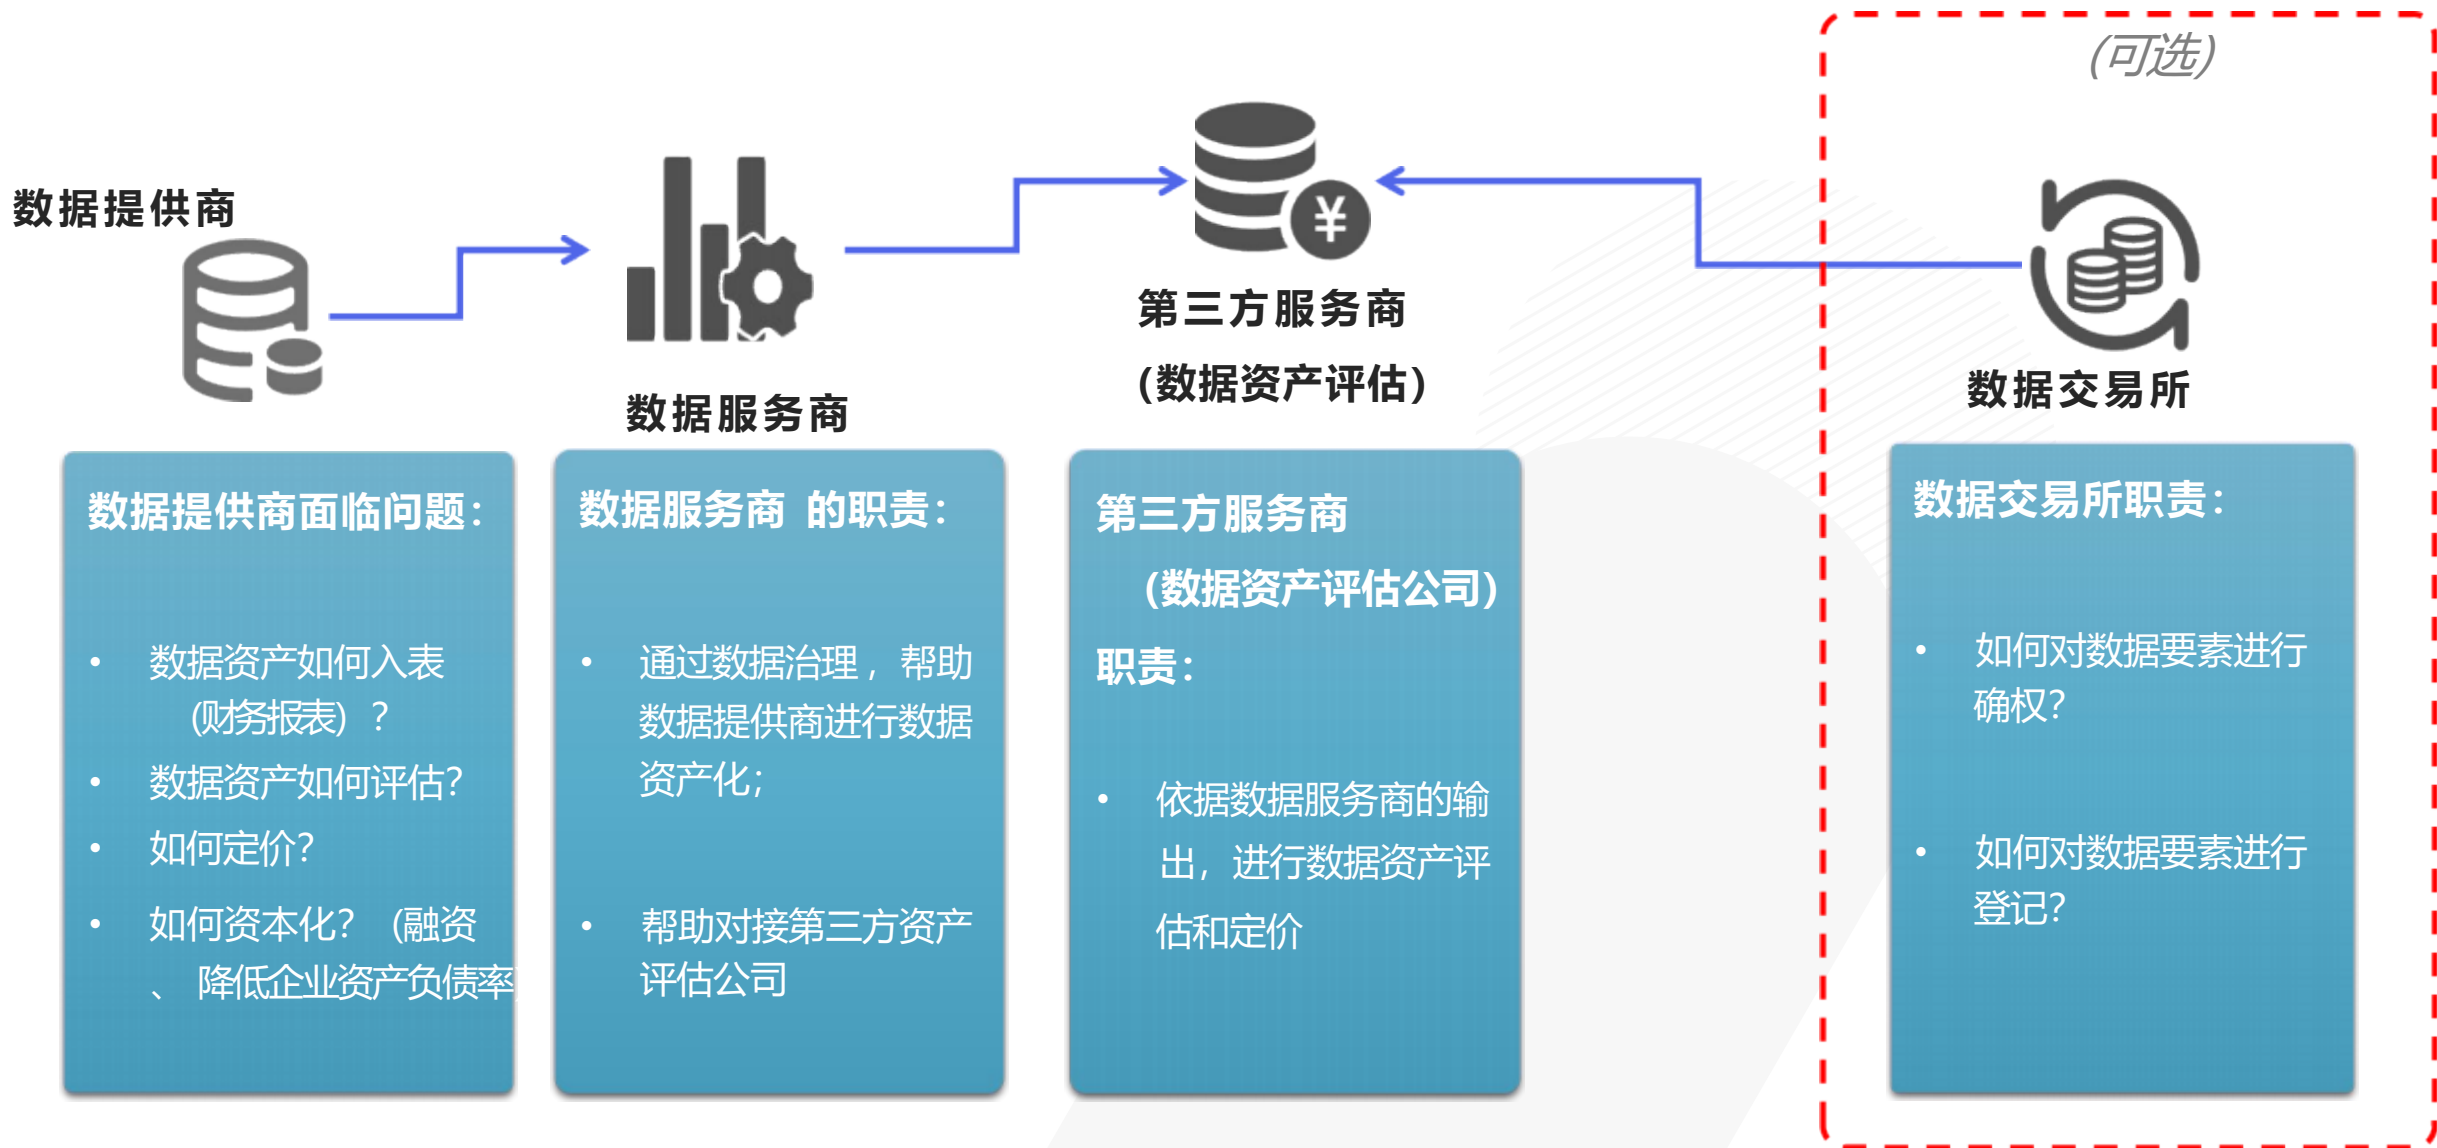 (可选)
数据提供商
数据服务商
第三方服务商
(数据资产评估)
数据交易所
数据提供商面临问题：
• 数据资产如何入表
(财务报表) ？
• 数据资产如何评估？
• 如何定价？
• 如何资本化？ (融资
、 降低企业资产负债率
数据服务商 的职责：
• 通过数据治理，帮助
数据提供商进行数据
资产化；
• 帮助对接第三方资产
评估公司
第三方服务商
(数据资产评估公司)
职责：
• 依据数据服务商的输
出，进行数据资产评
估和定价
数据交易所职责：
• 如何对数据要素进行
确权？
• 如何对数据要素进行
登记？